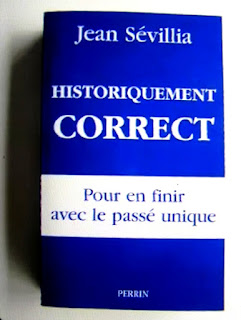 Jean Sévillia
HISTORIQUEMENT
CORRECT
Pour en finir
avec le passé unique
PERRIN